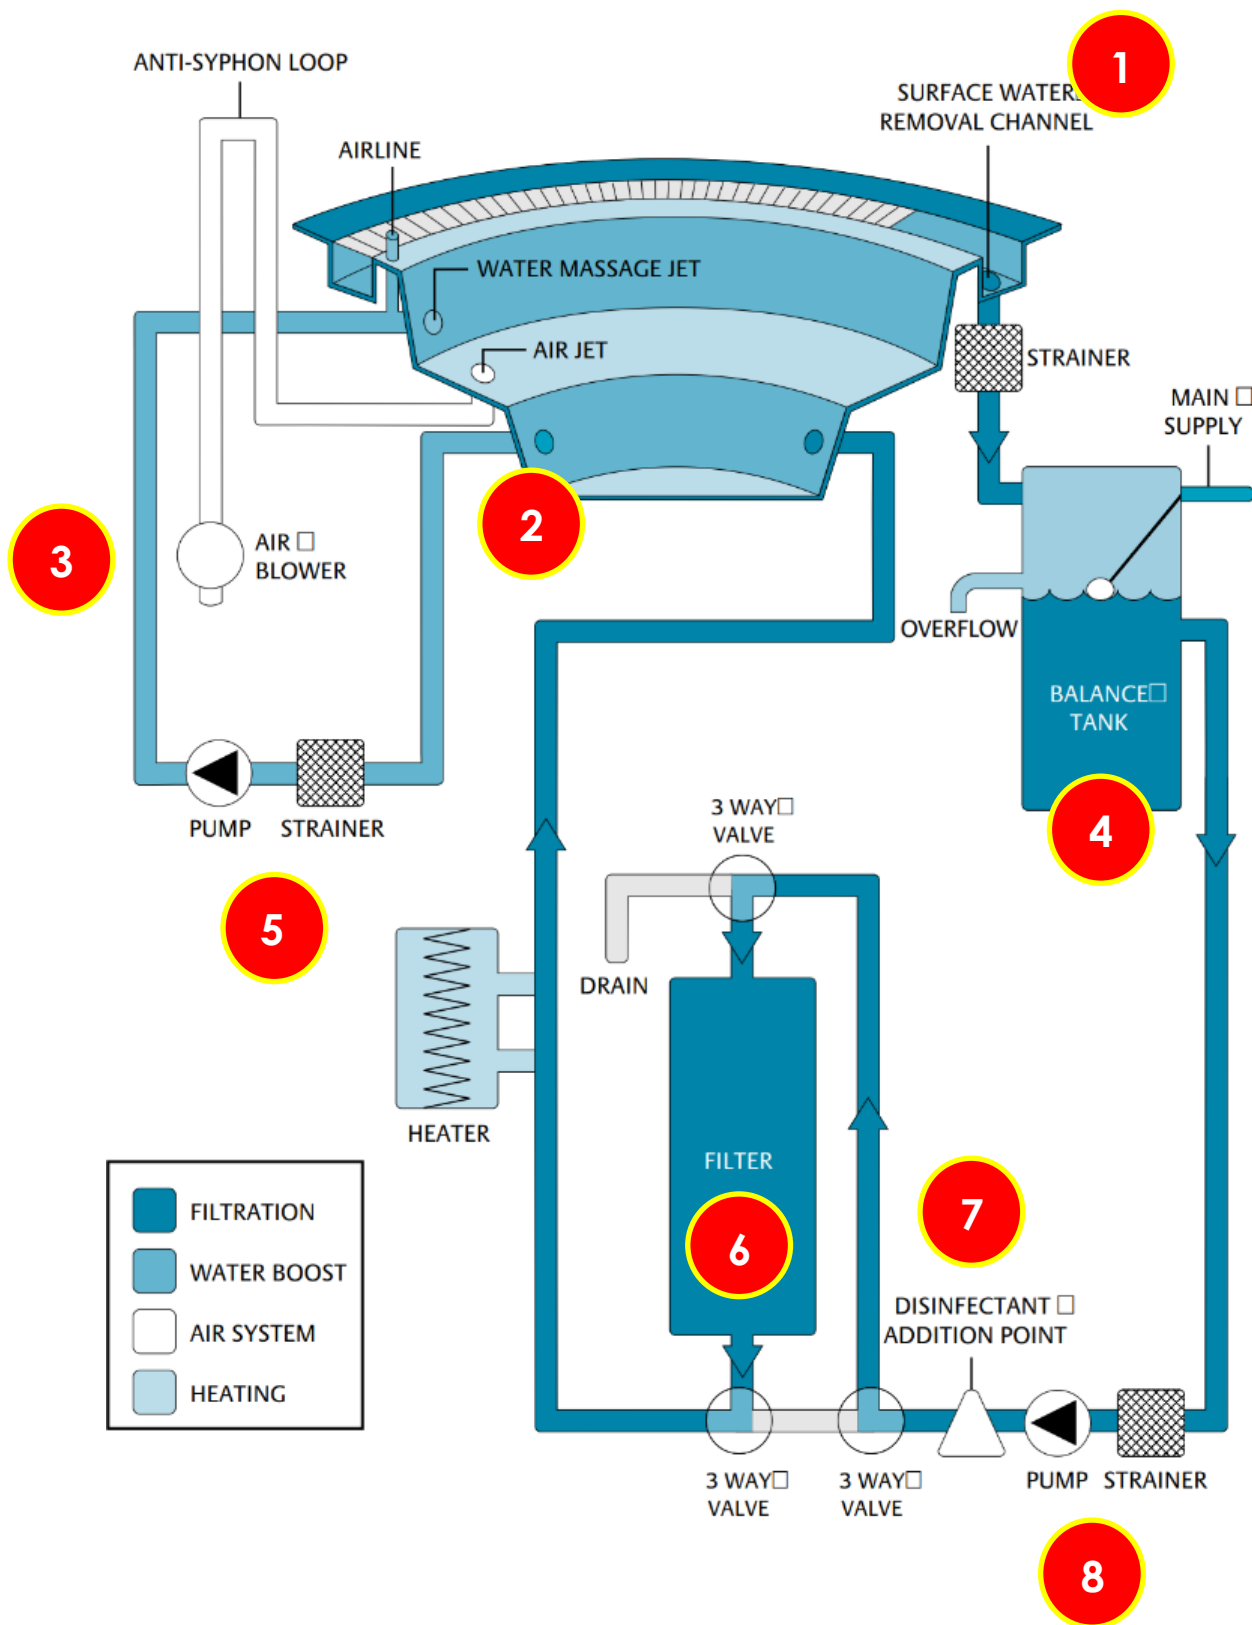 1
ANTI-SYPHON LOOP
SURFACE WATER
REMOVAL CHANNEL
AIRLINE
WATER MASSAGE JET
AIR JET
STRAINER
MAIN □
SUPPLY
2
3
AIR □
BLOWER
OVERFLOW
BALANCE□
TANK
4
PUMP
STRAINER
3 WAY□
VALVE
5
DRAIN
HEATER
FILTER
6
7
FILTRATION
WATER BOOST
AIR SYSTEM
HEATING
DISINFECTANT □
ADDITION POINT
3 WAY□
VALVE
3 WAY□
VALVE
PUMP
STRAINER
8